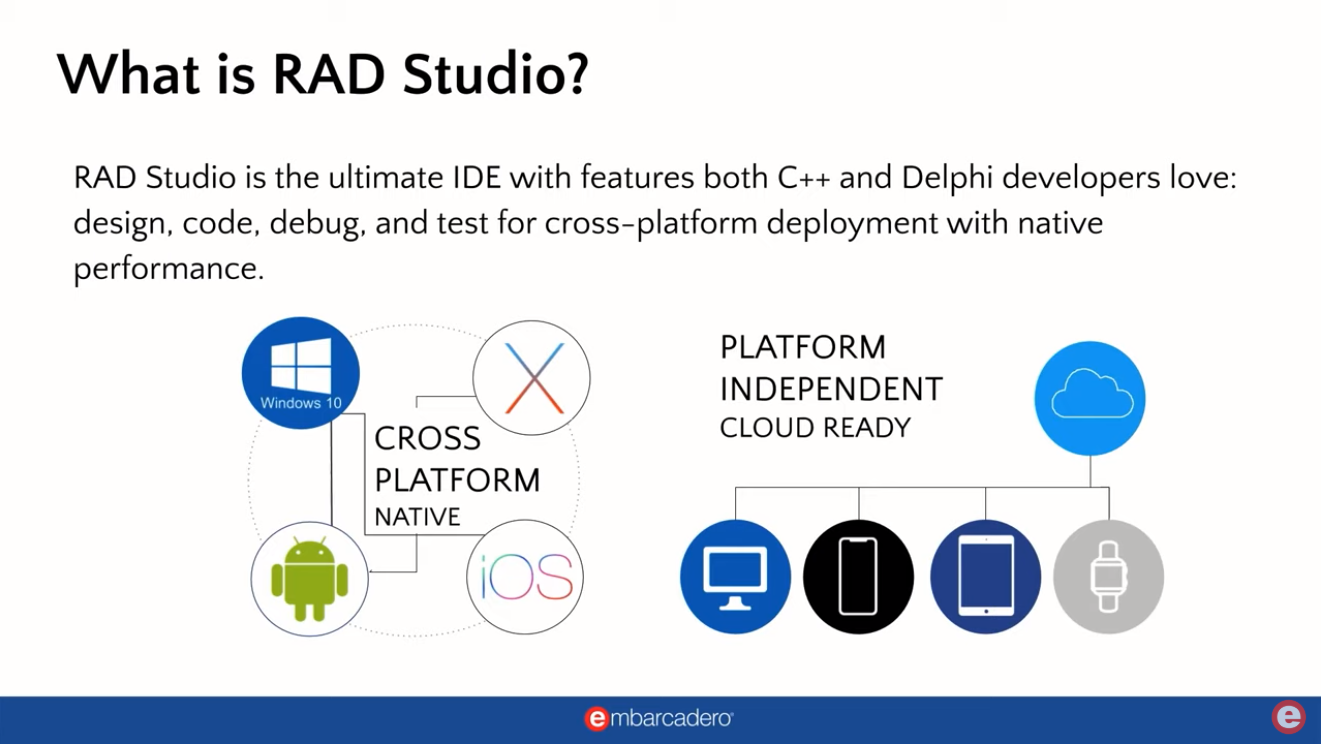 What is RAD Studio?
RAD Studio is the ultimate IDE with features both C++ and Delphi developers love:
design, code, debug, and test for cross-platform deployment with native
performance.
Windows 10
X
CROSS
PLATFORM
NATIVE
iOS
PLATFORM
INDEPENDENT
CLOUD READY
embarcadero®
e